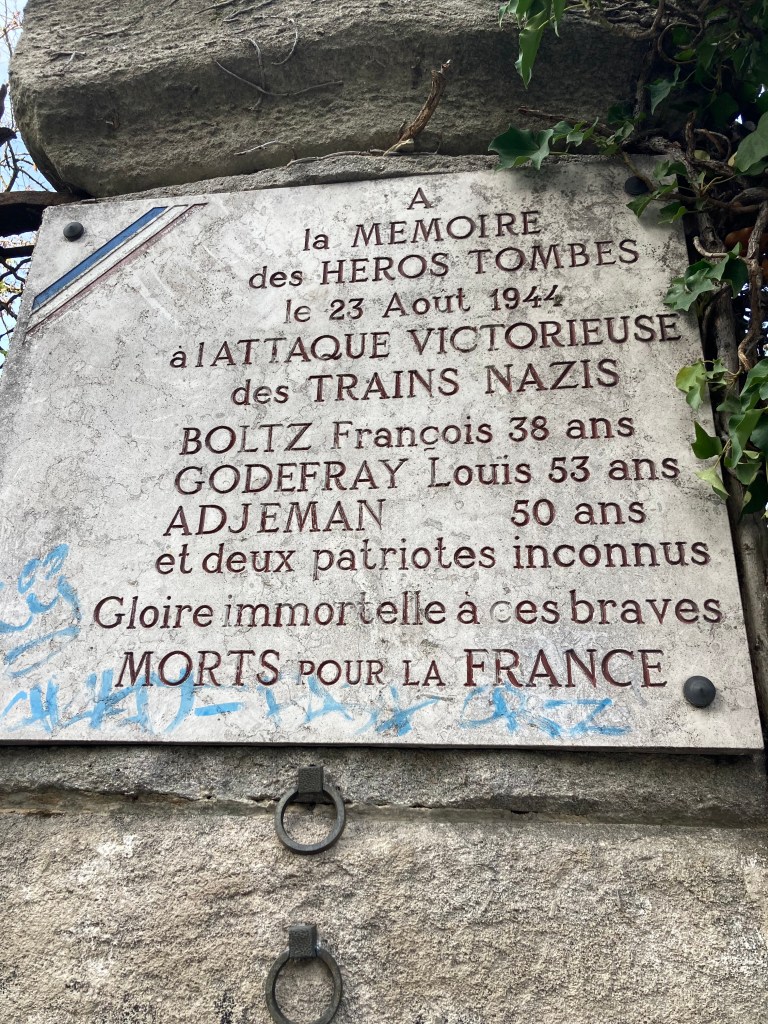 A
la MEMOIRE
des HEROS TOMBES
le 23 Aout 1944
à l'ATTAQUE VICTORIEUSE
des TRAINS NAZIS
BOLTZ François 38 ans
GODEFRAY Louis 53 ans
ADJEMAN 50 ans
et deux patriotes inconnus
Gloire immortelle à ces braves
MORTS POUR LA FRANCE